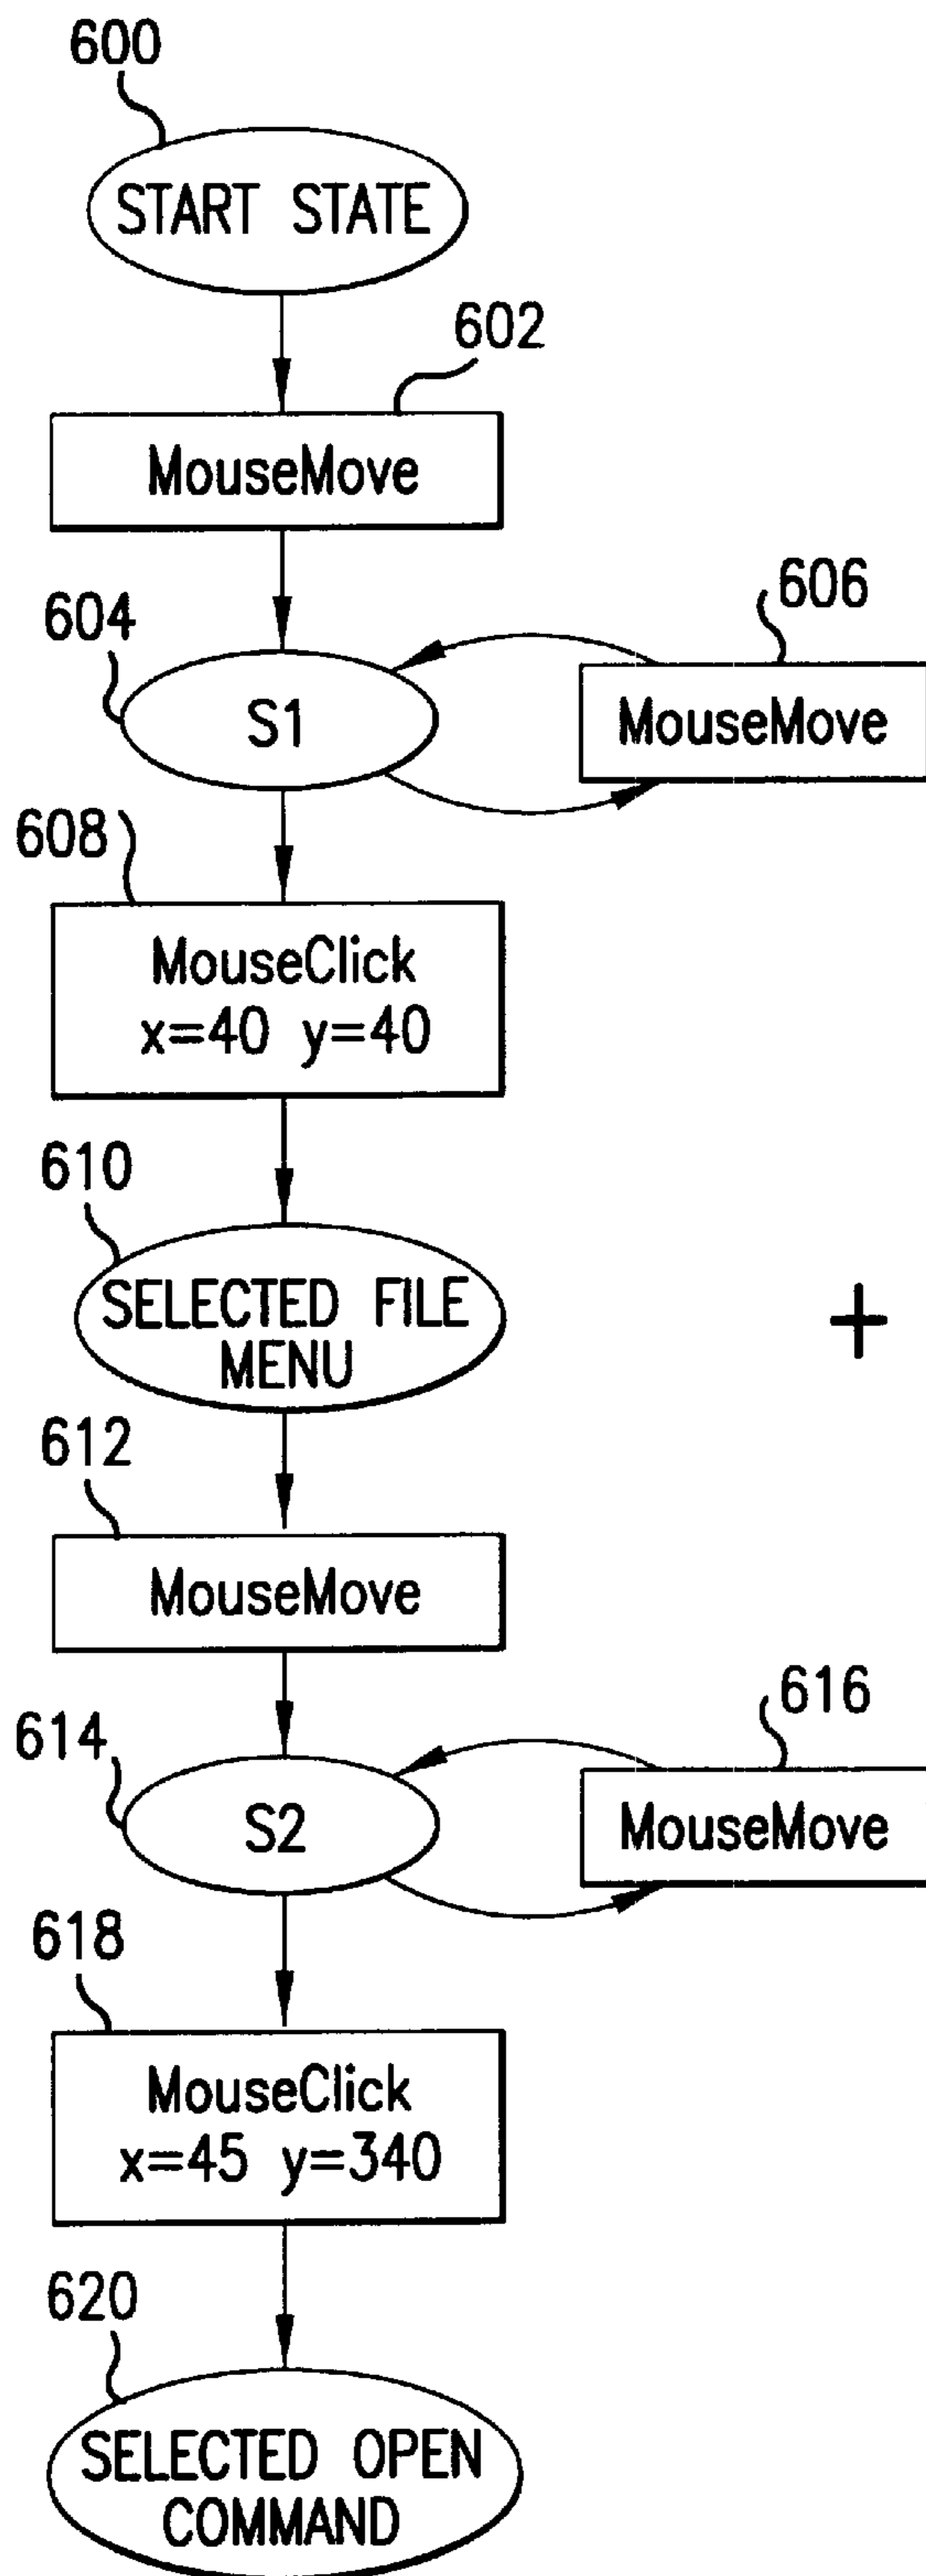 600
START STATE
602
MouseMove
604
606
S1
MouseMove
608
MouseClick
x=40 y=40
610
SELECTED FILE
MENU
+
612
MouseMove
614
616
S2
MouseMove
618
MouseClick
x=45 y=340
620
SELECTED OPEN
COMMAND